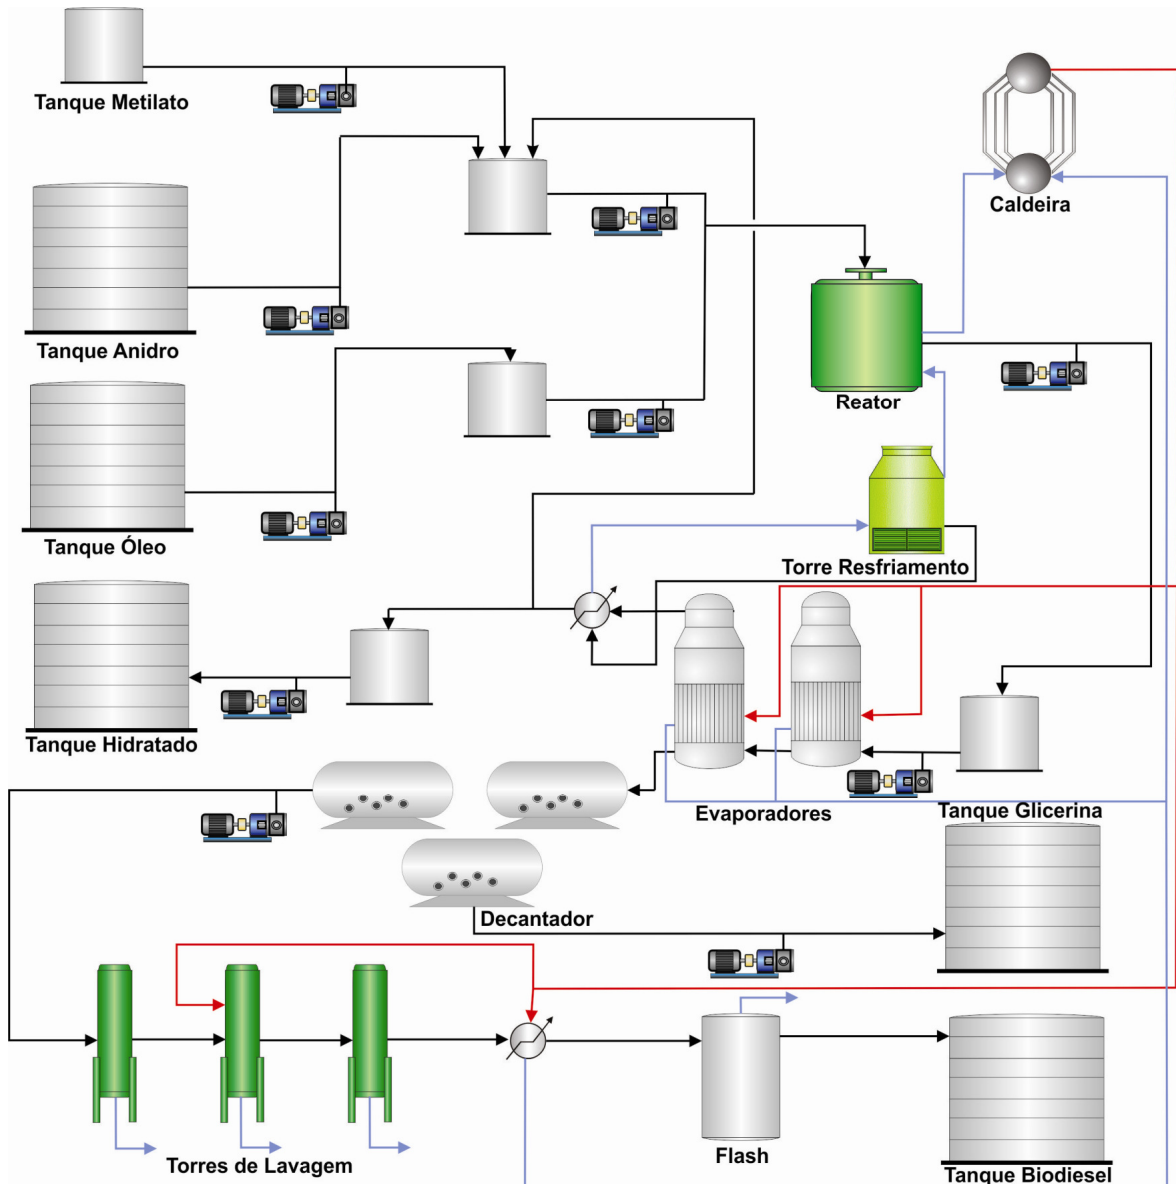 Tanque Metilato
Caldeira
Tanque Anidro
Reator
Tanque Óleo
Torre Resfriamento
Tanque Hidratado
Evaporadores
Tanque Glicerina
Decantador
Torres de Lavagem
Flash
Tanque Biodiesel